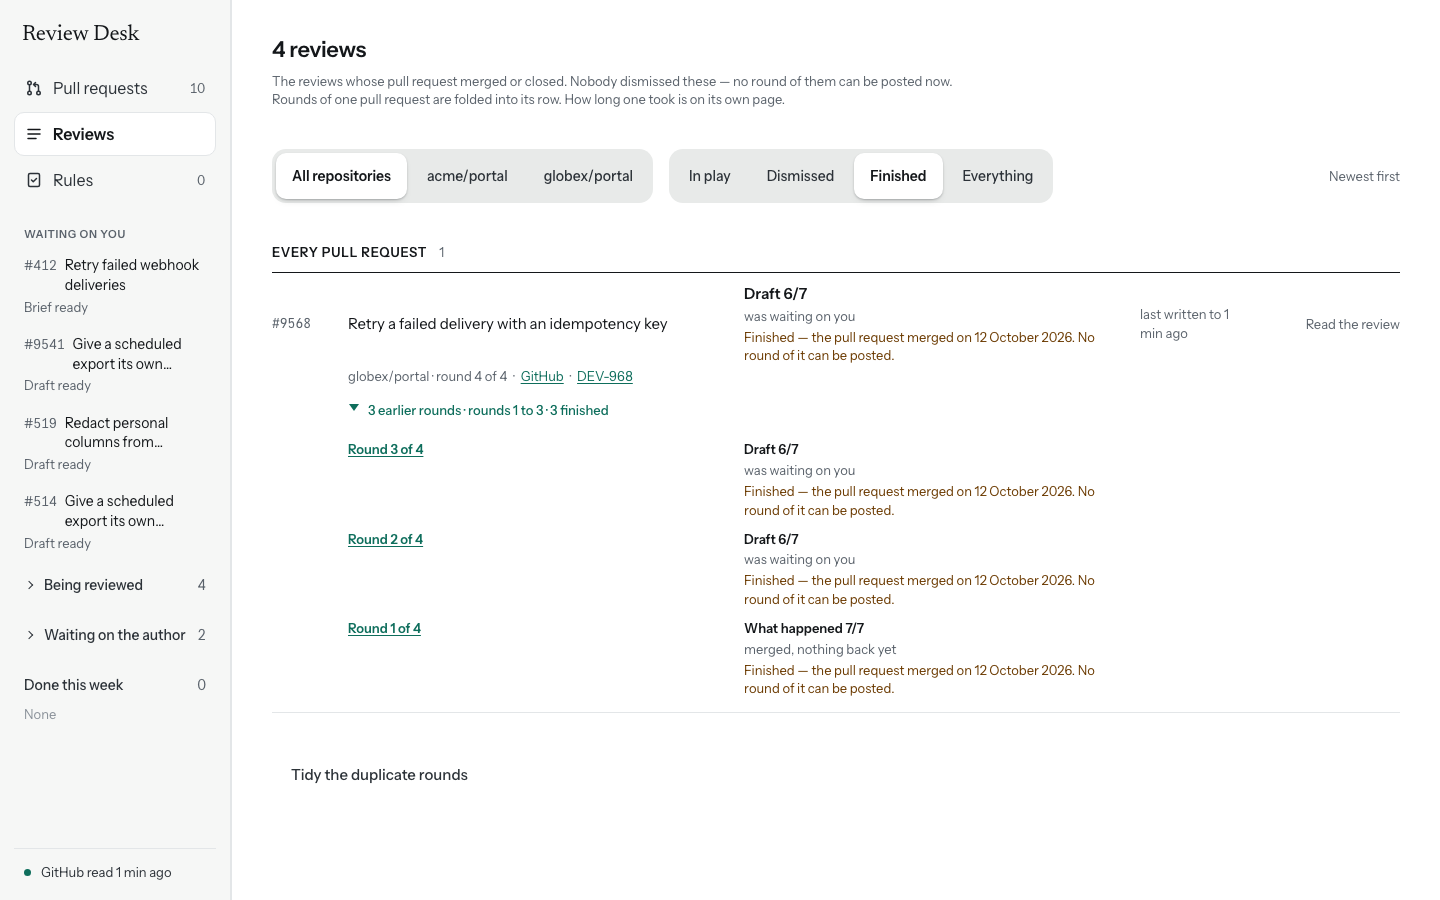 Review Desk
Pull requests 10
Reviews
Rules 0
WAITING ON YOU
#412 Retry failed webhook
deliveries
Brief ready
#9541 Give a scheduled
export its own...
Draft ready
#519 Redact personal
columns from...
Draft ready
#514 Give a scheduled
export its own...
Draft ready
Being reviewed 4
Waiting on the author 2
Done this week 0
None
GitHub read 1 min ago
4 reviews
The reviews whose pull request merged or closed. Nobody dismissed these — no round of them can be posted now.
Rounds of one pull request are folded into its row. How long one took is on its own page.
All repositories acme/portal globex/portal In play Dismissed Finished Everything Newest first
EVERY PULL REQUEST 1
#9568 Retry a failed delivery with an idempotency key
Draft 6/7
was waiting on you
Finished — the pull request merged on 12 October 2026. No
round of it can be posted.
last written to 1
min ago
Read the review
globex/portal · round 4 of 4 · GitHub · DEV-968
3 earlier rounds · rounds 1 to 3 · 3 finished
Round 3 of 4 Draft 6/7
was waiting on you
Finished — the pull request merged on 12 October 2026. No
round of it can be posted.
Round 2 of 4 Draft 6/7
was waiting on you
Finished — the pull request merged on 12 October 2026. No
round of it can be posted.
Round 1 of 4 What happened 7/7
merged, nothing back yet
Finished — the pull request merged on 12 October 2026. No
round of it can be posted.
Tidy the duplicate rounds